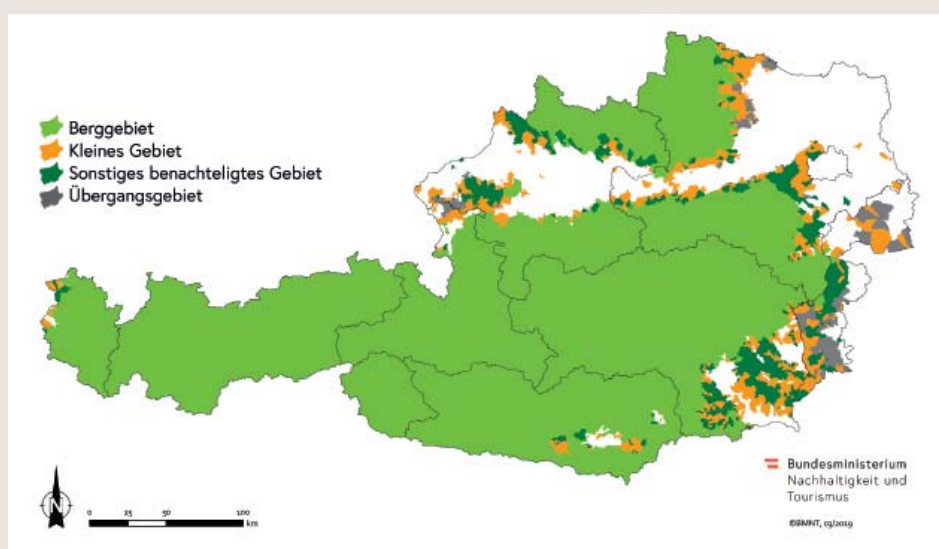 Berggebiet
Kleines Gebiet
Sonstiges benachteligtes Gebiet
Übergangsgebiet
N
0 25 50 100
km
Bundesministerium
Nachhaltigkeit und
Tourismus
©BMNT, 03/2019